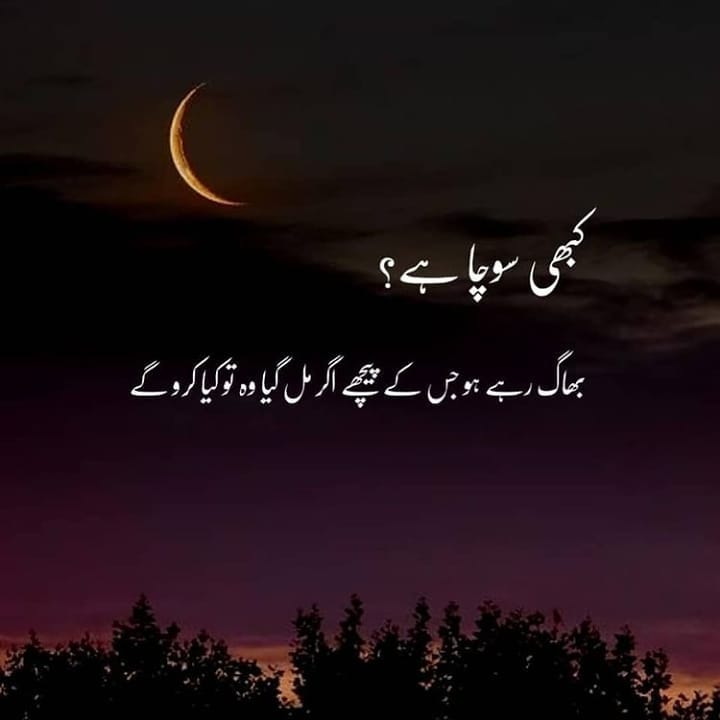 کبھی سوچا ہے؟
بھاگ رہے ہو جس کے پیچھے اگر مل گیا وہ تو کیا کرو گے